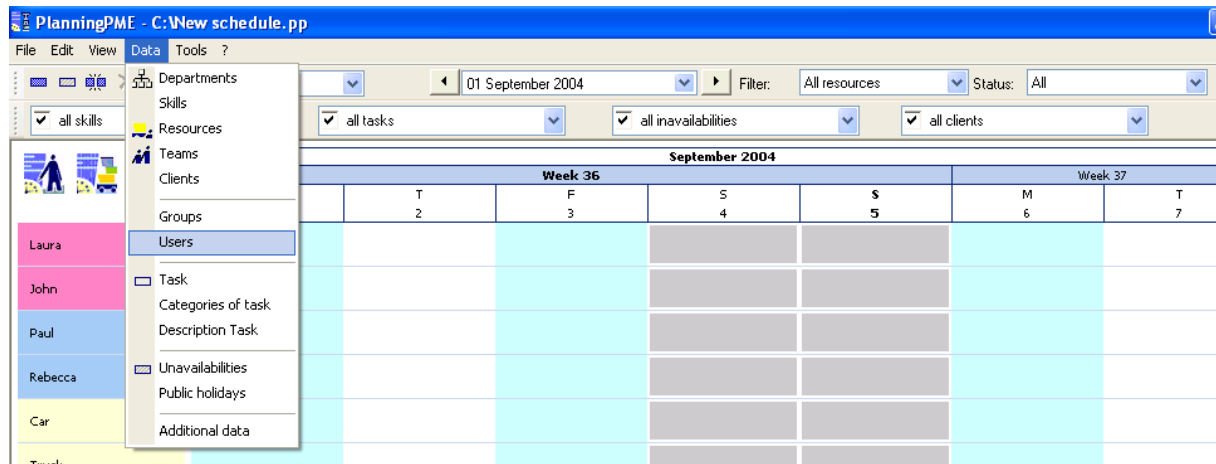 PlanningPME - C:\New schedule.pp
File Edit View Data Tools ?
Departments
01 September 2004 Filter: All resources Status: All
Skills
all skills all tasks all inavailabilities all clients
Resources
Teams
Clients
Groups
Users
Task
Categories of task
Description Task
Unavailabilities
Public holidays
Additional data
September 2004
Week 36 Week 37
T F S S M T
2 3 4 5 6 7
Laura
John
Paul
Rebecca
Car